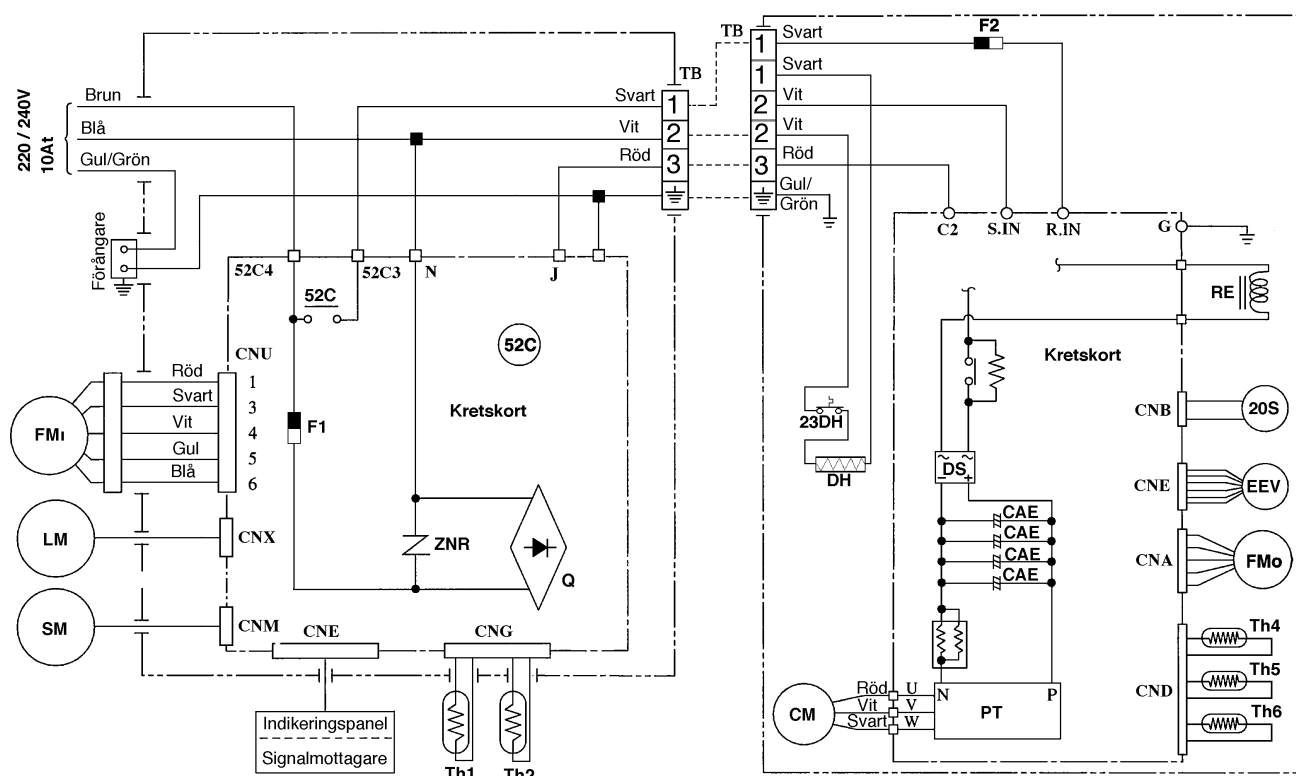 220 / 240V
10At
Brun
Blå
Gul/Grön
Förångare
Svart
Vit
Röd
TB
1
2
3
52C4
52C3
N
J
52C
52C
CNU
Röd
Svart
Vit
Gul
Blå
1
3
4
5
6
FMı
F1
Kretskort
LM
CNX
ZNR
Q
SM
CNM
CNE
CNG
Indikeringspanel
Signalmottagare
Th1
Th2
TB
1
1
2
2
3
Svart
Svart
Vit
Vit
Röd
Gul/
Grön
F2
C2
S.IN
R.IN
G
RE
Kretskort
23DH
DH
DS
~
~
–
+
CAE
CAE
CAE
CAE
CNB
20S
CNE
EEV
CNA
FMo
CND
Th4
Th5
Th6
CM
Röd
Vit
Svart
U
V
W
N
P
PT